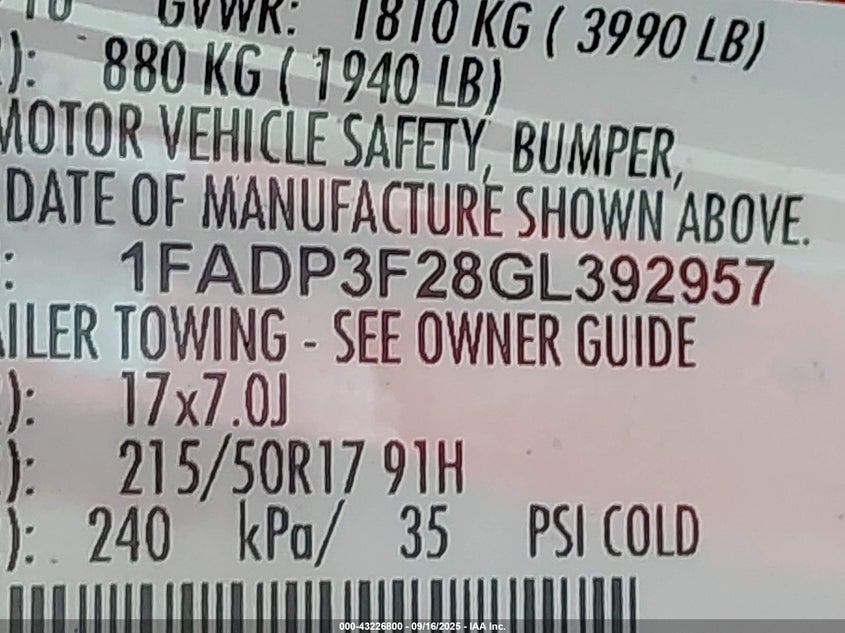 GVWR: 1810 KG ( 3990 LB)
): 880 KG ( 1940 LB)
MOTOR VEHICLE SAFETY, BUMPER,
DATE OF MANUFACTURE SHOWN ABOVE.
: 1FADP3F28GL392957
AILER TOWING - SEE OWNER GUIDE
): 17x7.0J
): 215/50R17 91H
): 240 kPa/ 35 PSI COLD
000-43226800 - 09/16/2025 - IAA Inc.